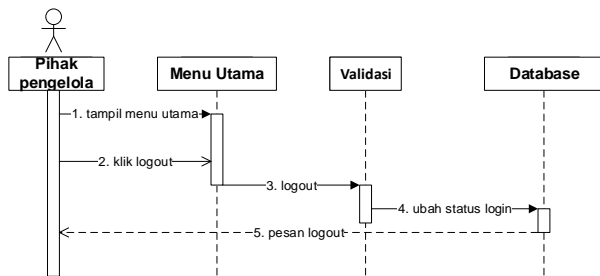 Pihak
pengelola
Menu Utama
Validasi
Database
1. tampil menu utama
2. klik logout
3. logout
4. ubah status login
5. pesan logout